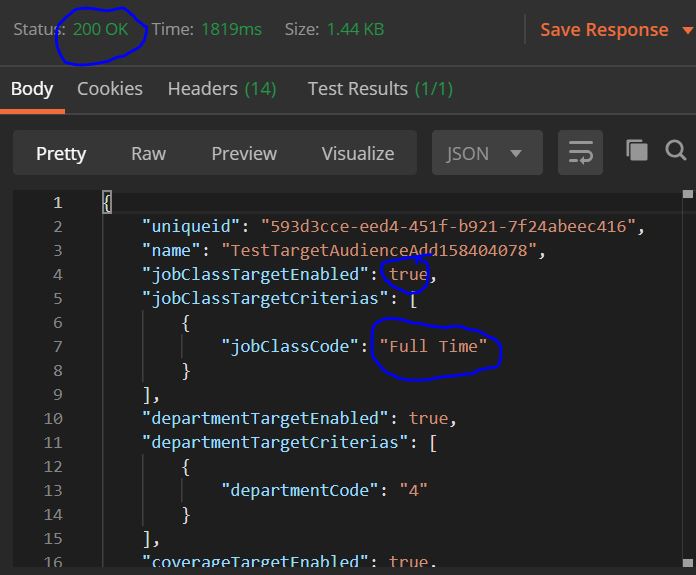 Status: 200 OK Time: 1819ms Size: 1.44 KB Save Response
Body Cookies Headers (14) Test Results (1/1)
Pretty Raw Preview Visualize JSON
1 {
2 "uniqueid": "593d3cce-eed4-451f-b921-7f24abeec416",
3 "name": "TestTargetAudienceAdd158404078",
4 "jobClassTargetEnabled": true,
5 "jobClassTargetCriterias": [
6 {
7 "jobClassCode": "Full Time"
8 }
9 ],
10 "departmentTargetEnabled": true,
11 "departmentTargetCriterias": [
12 {
13 "departmentCode": "4"
14 }
15 ],
16 "coverageTargetEnabled": true,